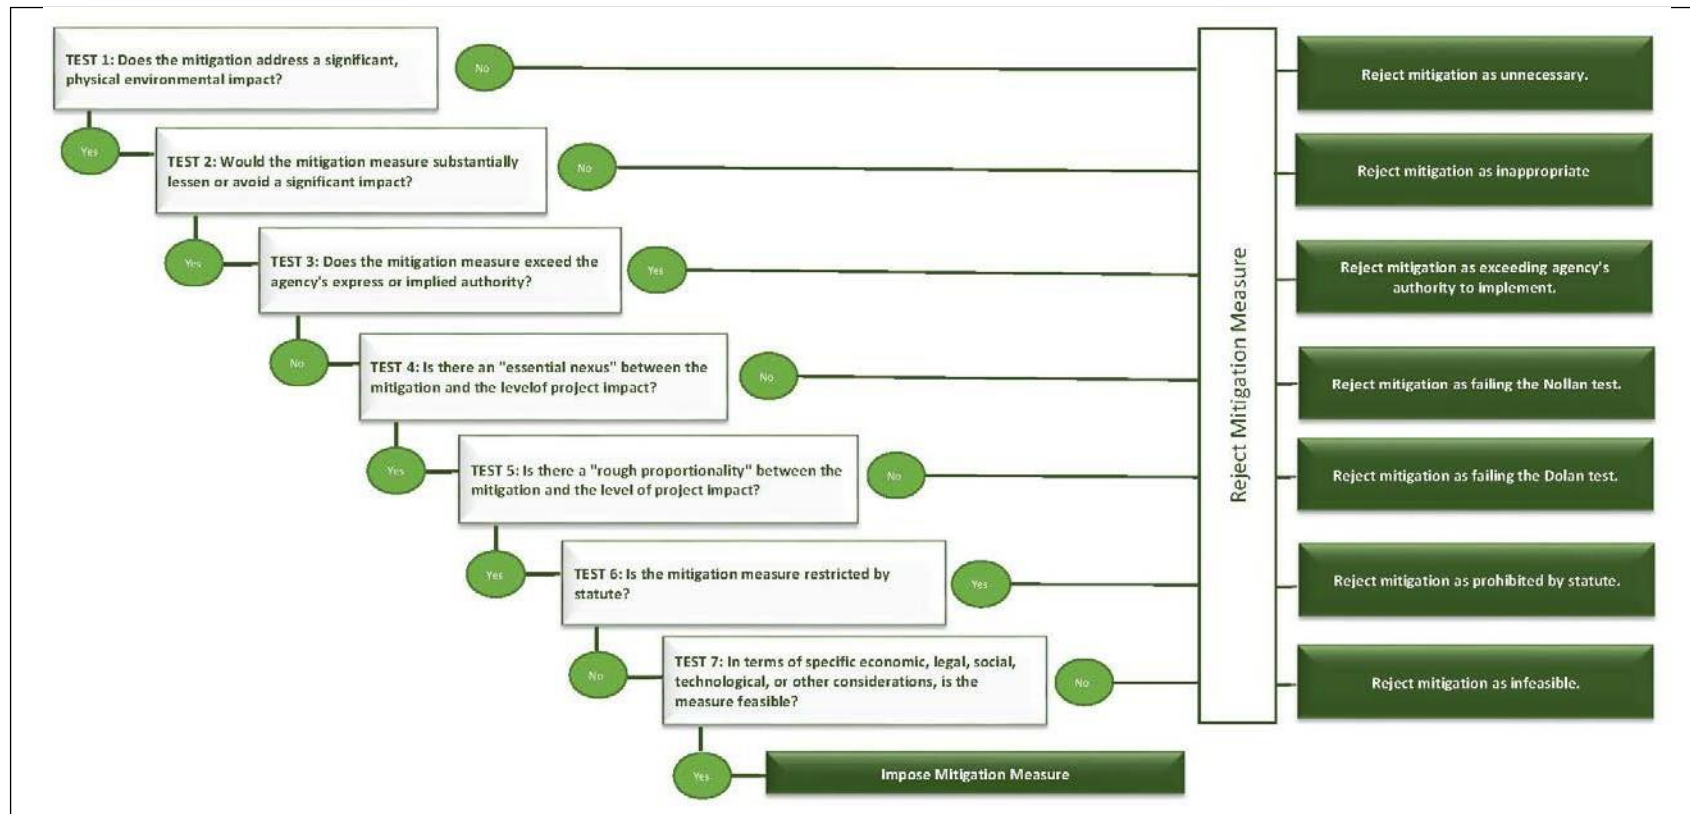 TEST 1: Does the mitigation address a significant,
physical environmental impact?
No
Reject mitigation as unnecessary.
Yes
TEST 2: Would the mitigation measure substantially
lessen or avoid a significant impact?
No
Reject mitigation as inappropriate
Yes
TEST 3: Does the mitigation measure exceed the
agency's express or implied authority?
Yes
Reject mitigation as exceeding agency's
authority to implement.
No
TEST 4: Is there an "essential nexus" between the
mitigation and the levelof project impact?
No
Reject mitigation as failing the Nollan test.
Yes
TEST 5: Is there a "rough proportionality" between the
mitigation and the level of project impact?
No
Reject mitigation as failing the Dolan test.
Yes
TEST 6: Is the mitigation measure restricted by
statute?
Yes
Reject mitigation as prohibited by statute.
No
TEST 7: In terms of specific economic, legal, social,
technological, or other considerations, is the
measure feasible?
No
Reject mitigation as infeasible.
Yes
Impose Mitigation Measure
Reject Mitigation Measure